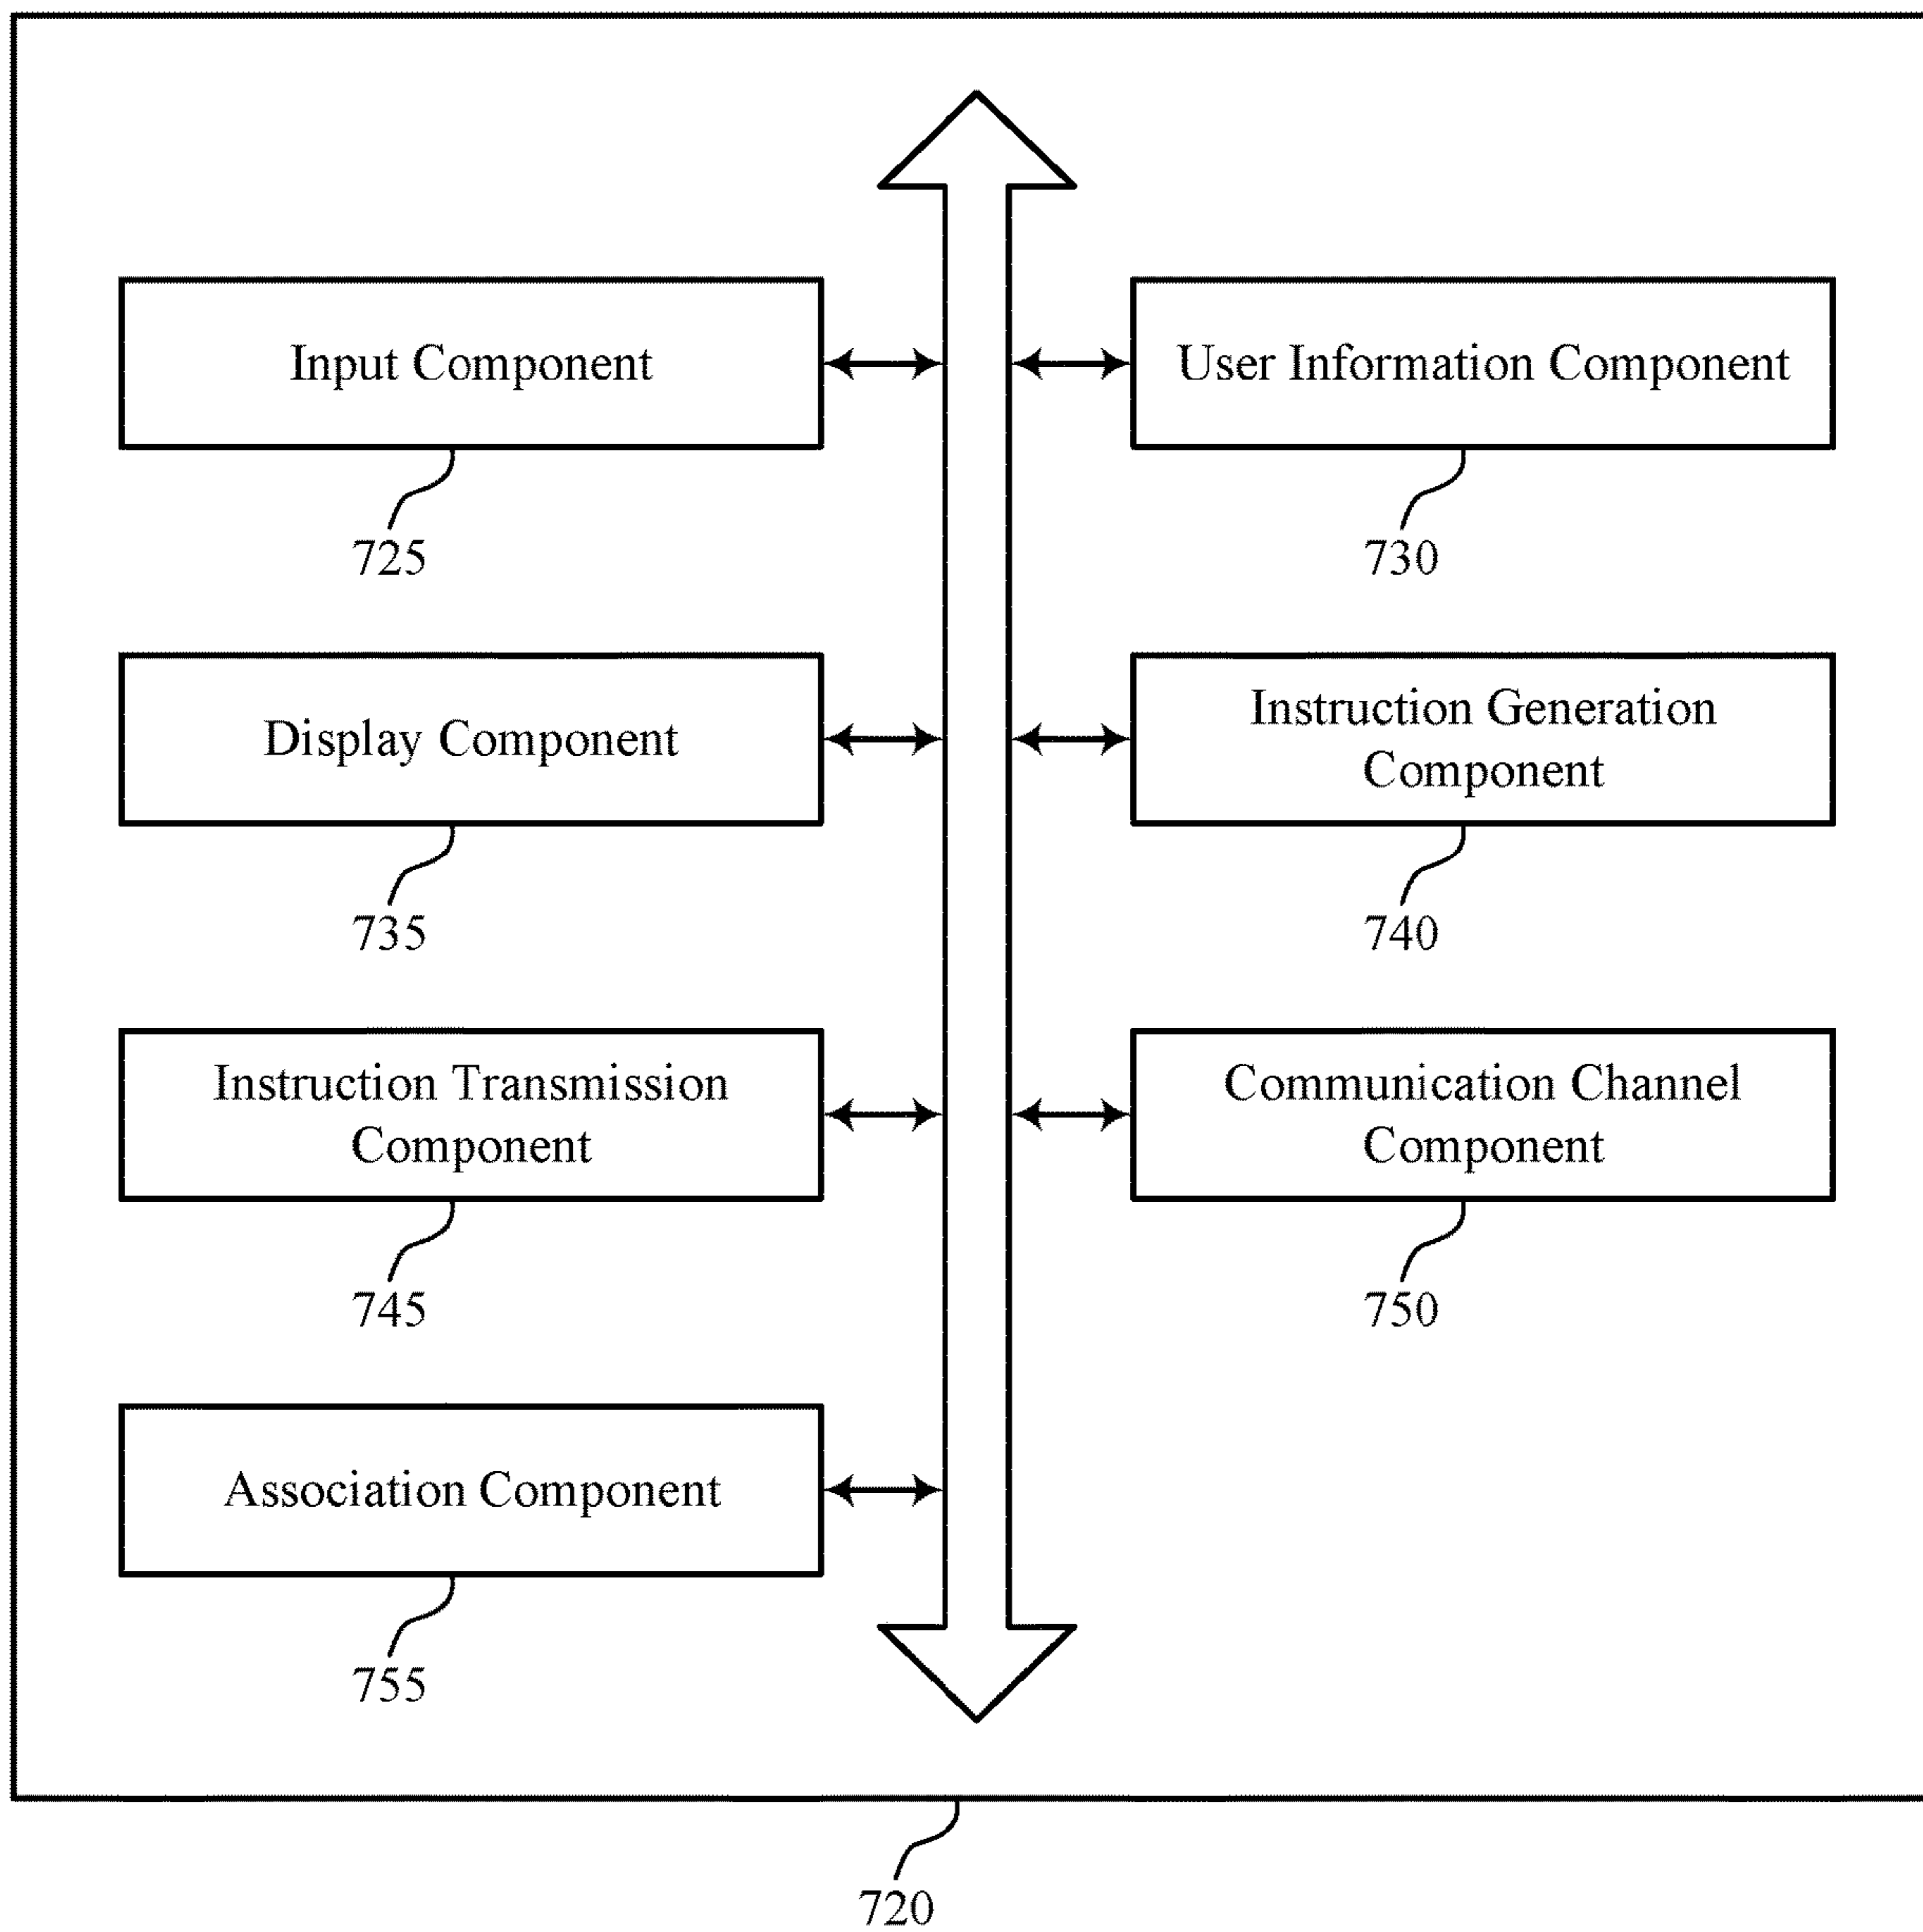 Input Component
725
User Information Component
730
Display Component
735
Instruction Generation
Component
740
Instruction Transmission
Component
745
Communication Channel
Component
750
Association Component
755
720